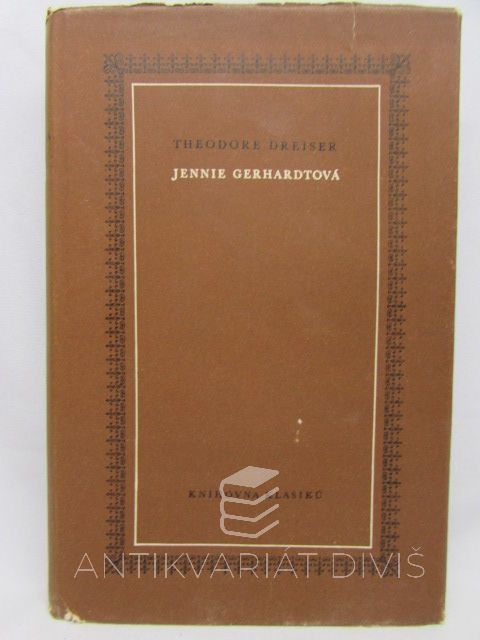 THEODORE DREISER
JENNIE GERHARDTOVÁ
KNIHOVNA KLASIKŮ
ANTIKVARIÁT DIVIŠ